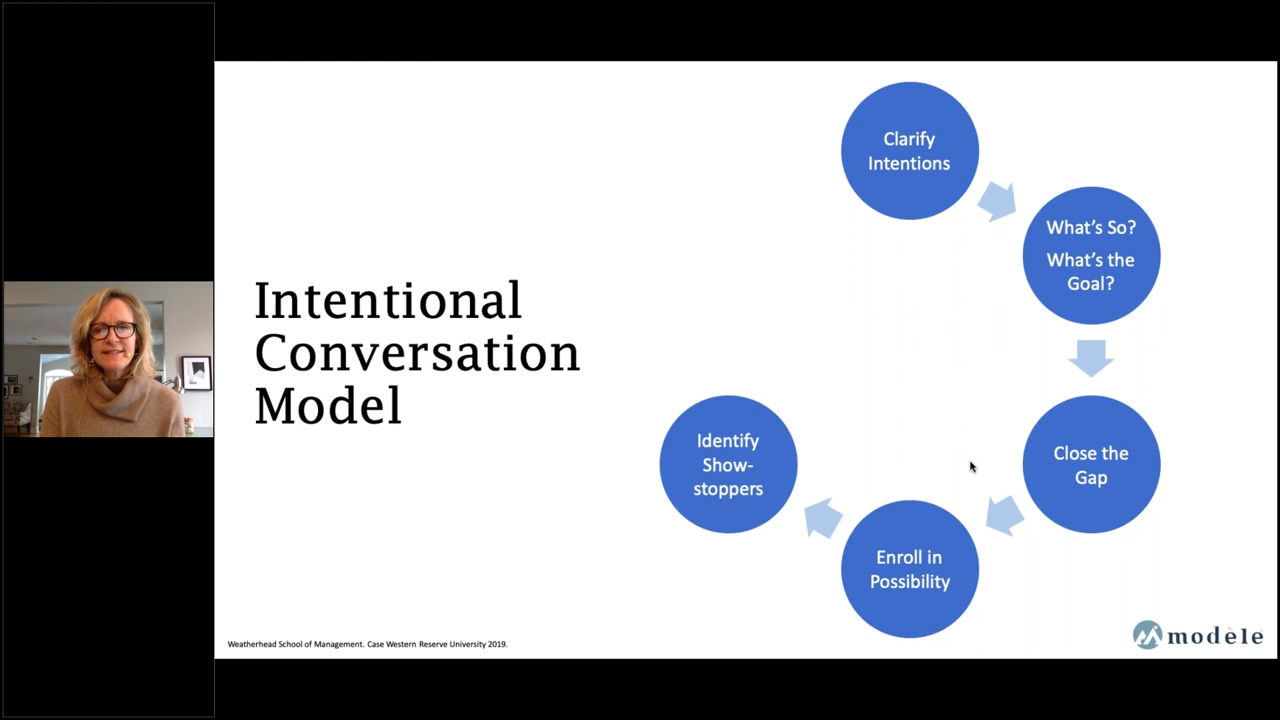 Intentional
Conversation
Model
Clarify
Intentions
What's So?
What's the
Goal?
Close the
Gap
Enroll in
Possibility
Identify
Show-
stoppers
Weatherhead School of Management. Case Western Reserve University 2019.
modèle